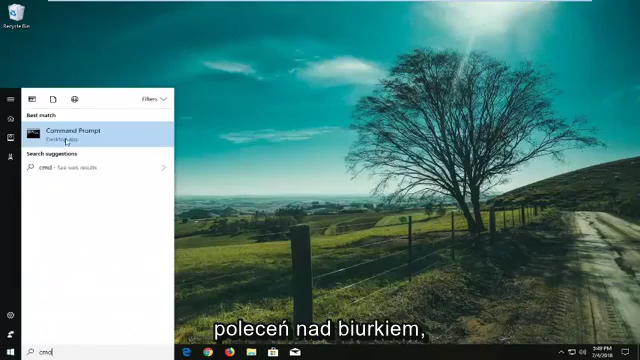 Recycle Bin
Filters
Best match
Command Prompt
Desktop app
Search suggestions
cmd - See web results
poleceń nad biurkiem,
cmd
3:49 PM
7/4/2018